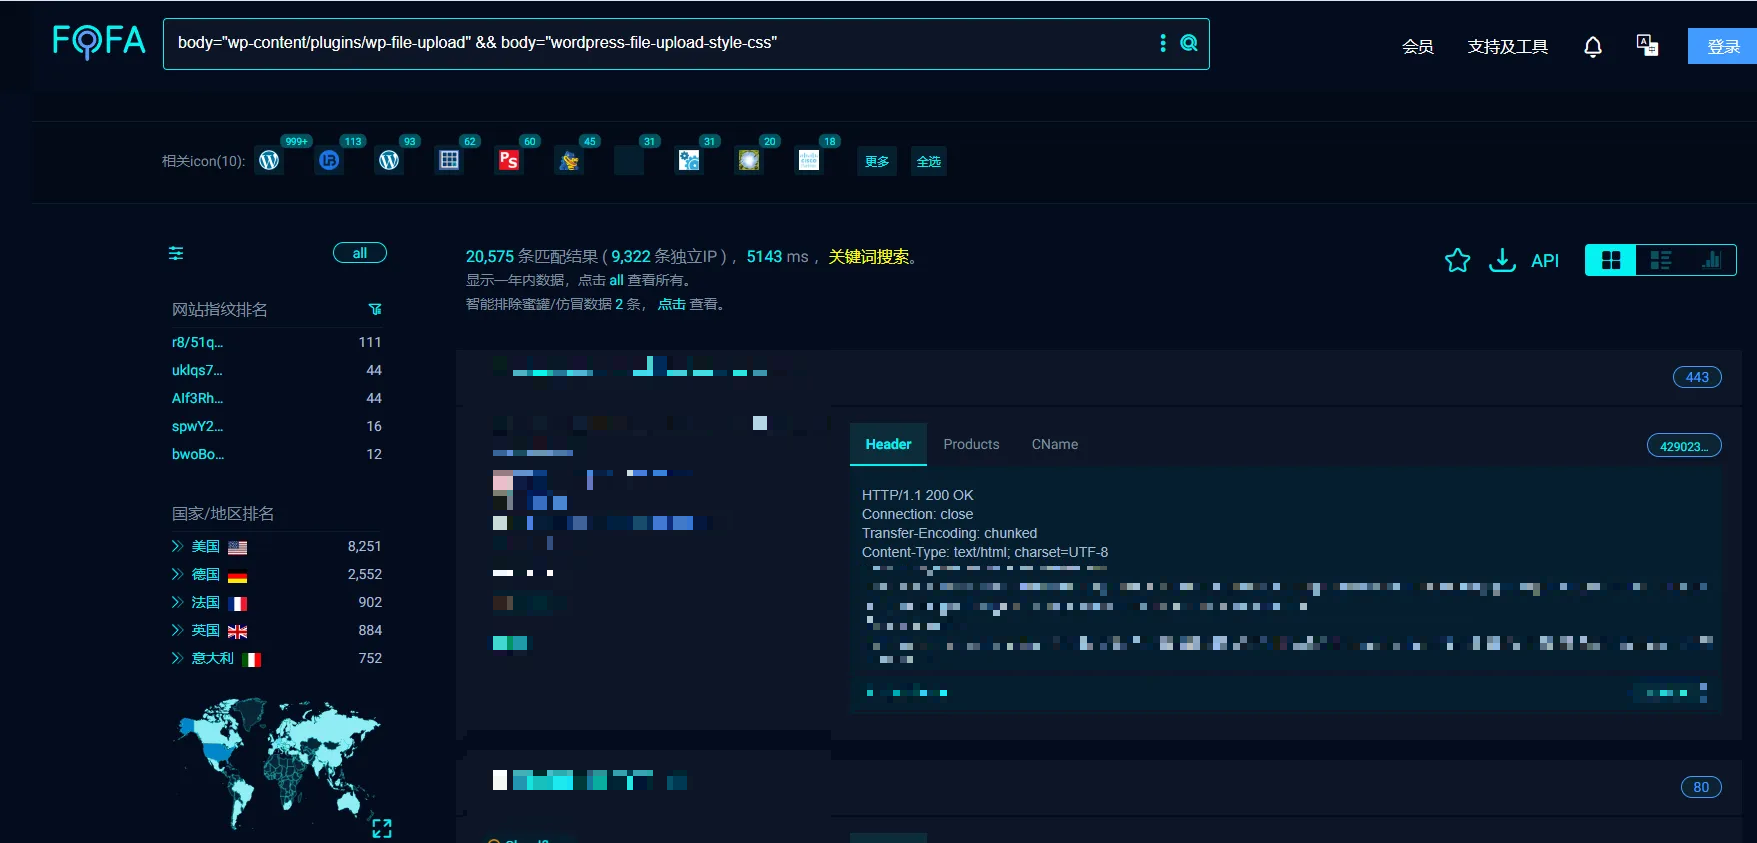 FOFA
body="wp-content/plugins/wp-file-upload" && body="wordpress-file-upload-style-css"
会员
支持及工具
登录
相关icon(10):
999+
113
93
62
60
45
31
31
20
18
更多
全选
all
20,575 条匹配结果 ( 9,322 条独立IP ) ， 5143 ms ， 关键词搜索。
显示一年内数据，点击 all 查看所有。
智能排除蜜罐/仿冒数据 2 条， 点击 查看。
API
网站指纹排名
r8/51q... 111
uklqs7... 44
AIf3Rh... 44
spwY2... 16
bwoBo... 12
国家/地区排名
美国 8,251
德国 2,552
法国 902
英国 884
意大利 752
443
Header Products CName
429023...
HTTP/1.1 200 OK
Connection: close
Transfer-Encoding: chunked
Content-Type: text/html; charset=UTF-8
80